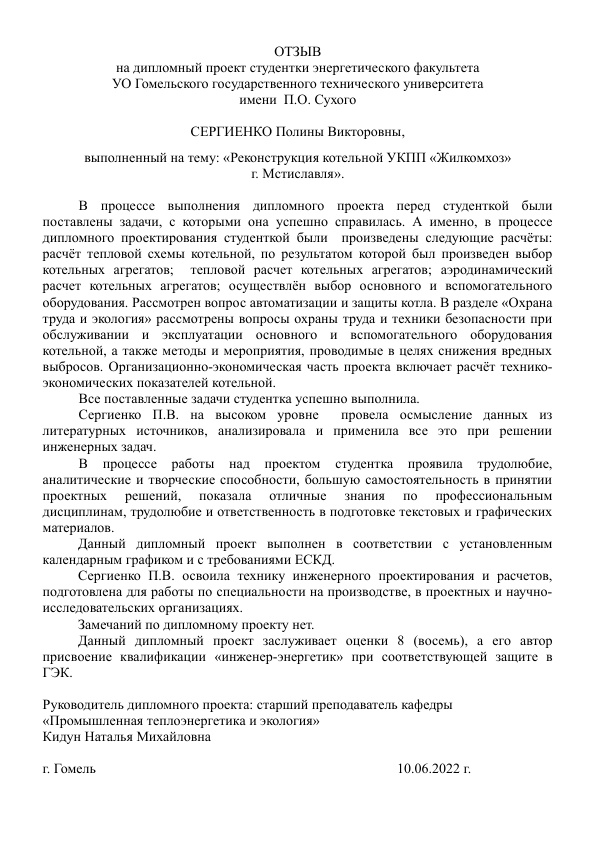 ОТЗЫВ
на дипломный проект студентки энергетического факультета
УО Гомельского государственного технического университета
имени П.О. Сухого
СЕРГИЕНКО Полины Викторовны,
выполненный на тему: «Реконструкция котельной УКПП «Жилкомхоз»
г. Мстиславля».
В процессе выполнения дипломного проекта перед студенткой были
поставлены задачи, с которыми она успешно справилась. А именно, в процессе
дипломного проектирования студенткой были произведены следующие расчёты:
расчёт тепловой схемы котельной, по результатом которой был произведен выбор
котельных агрегатов; тепловой расчет котельных агрегатов; аэродинамический
расчет котельных агрегатов; осуществлён выбор основного и вспомогательного
оборудования. Рассмотрен вопрос автоматизации и защиты котла. В разделе «Охрана
труда и экология» рассмотрены вопросы охраны труда и техники безопасности при
обслуживании и эксплуатации основного и вспомогательного оборудования
котельной, а также методы и мероприятия, проводимые в целях снижения вредных
выбросов. Организационно-экономическая часть проекта включает расчёт технико-
экономических показателей котельной.
Все поставленные задачи студентка успешно выполнила.
Сергиенко П.В. на высоком уровне провела осмысление данных из
литературных источников, анализировала и применила все это при решении
инженерных задач.
В процессе работы над проектом студентка проявила трудолюбие,
аналитические и творческие способности, большую самостоятельность в принятии
проектных решений, показала отличные знания по профессиональным
дисциплинам, трудолюбие и ответственность в подготовке текстовых и графических
материалов.
Данный дипломный проект выполнен в соответствии с установленным
календарным графиком и с требованиями ЕСКД.
Сергиенко П.В. освоила технику инженерного проектирования и расчетов,
подготовлена для работы по специальности на производстве, в проектных и научно-
исследовательских организациях.
Замечаний по дипломному проекту нет.
Данный дипломный проект заслуживает оценки 8 (восемь), а его автор
присвоение квалификации «инженер-энергетик» при соответствующей защите в
ГЭК.
Руководитель дипломного проекта: старший преподаватель кафедры
«Промышленная теплоэнергетика и экология»
Кидун Наталья Михайловна
г. Гомель 10.06.2022 г.